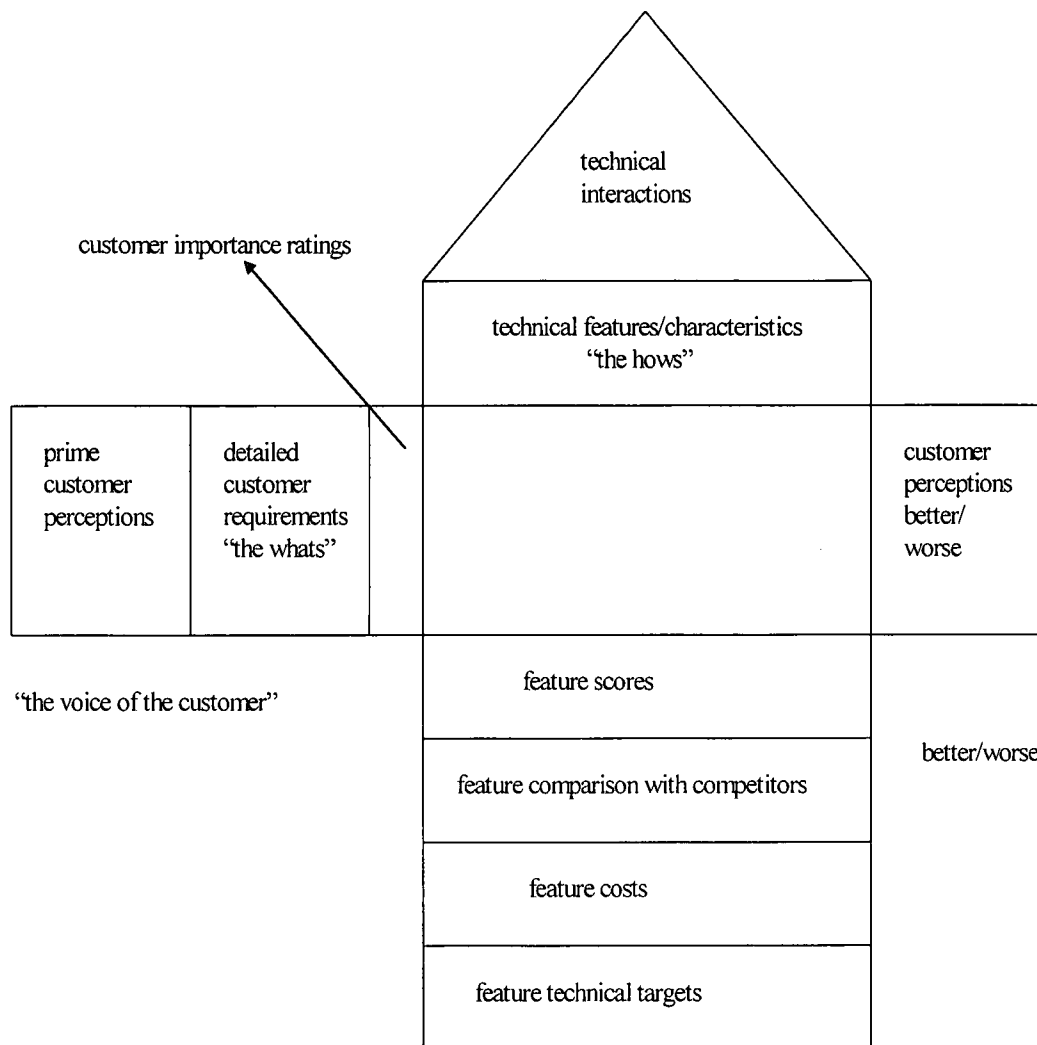 technical
interactions
customer importance ratings
technical features/characteristics
“the hows”
prime
customer
perceptions
detailed
customer
requirements
“the whats”
customer
perceptions
better/
worse
“the voice of the customer”
feature scores
better/worse
feature comparison with competitors
feature costs
feature technical targets